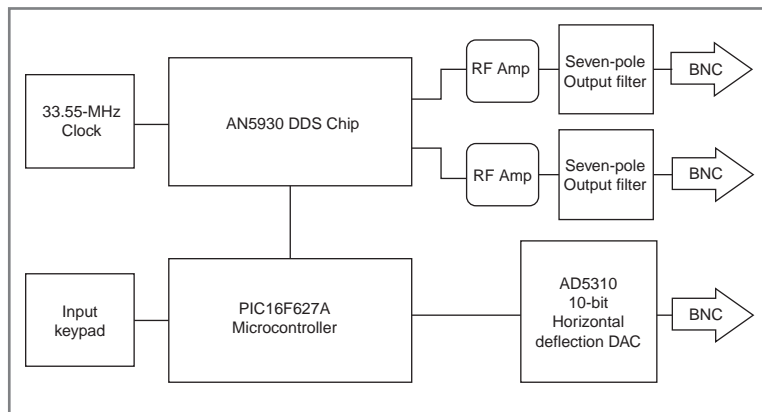 33.55-MHz
Clock
AN5930 DDS Chip
RF Amp
Seven-pole
Output filter
BNC
RF Amp
Seven-pole
Output filter
BNC
Input
keypad
PIC16F627A
Microcontroller
AD5310
10-bit
Horizontal
deflection DAC
BNC